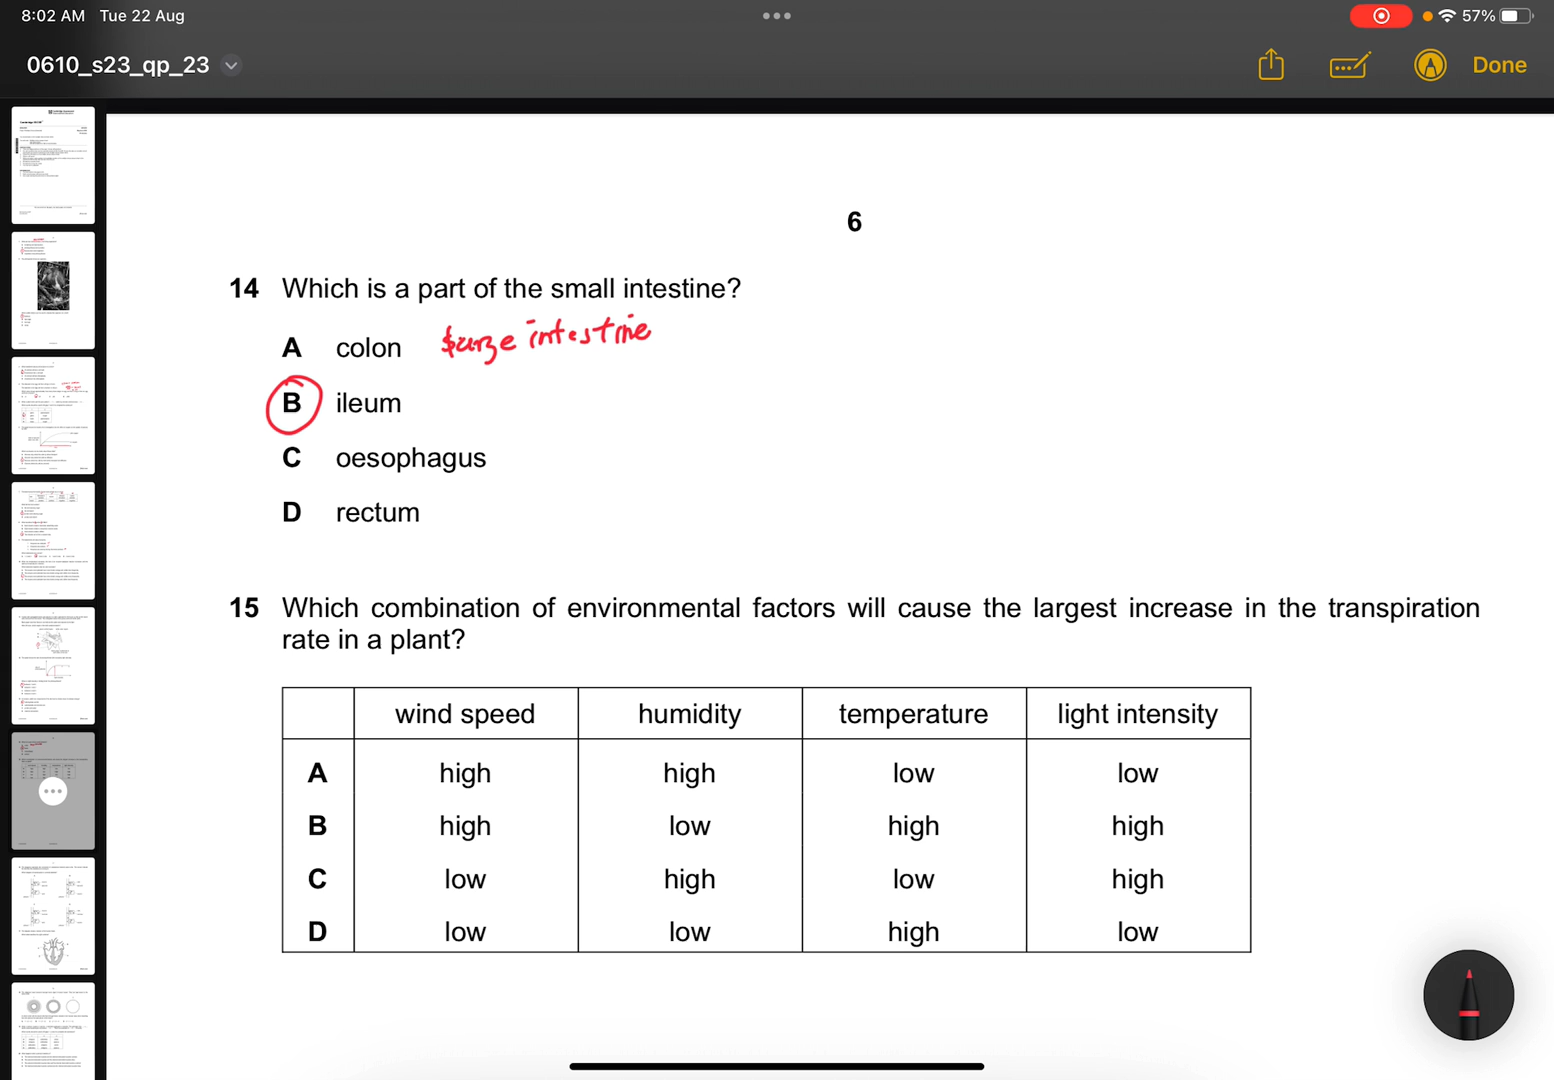 8:02 AM Tue 22 Aug
57%
0610_s23_qp_23
Done
6
14 Which is a part of the small intestine?
A colon large intestine
B ileum
C oesophagus
D rectum
15 Which combination of environmental factors will cause the largest increase in the transpiration
rate in a plant?
wind speed humidity temperature light intensity
A high high low low
B high low high high
C low high low high
D low low high low